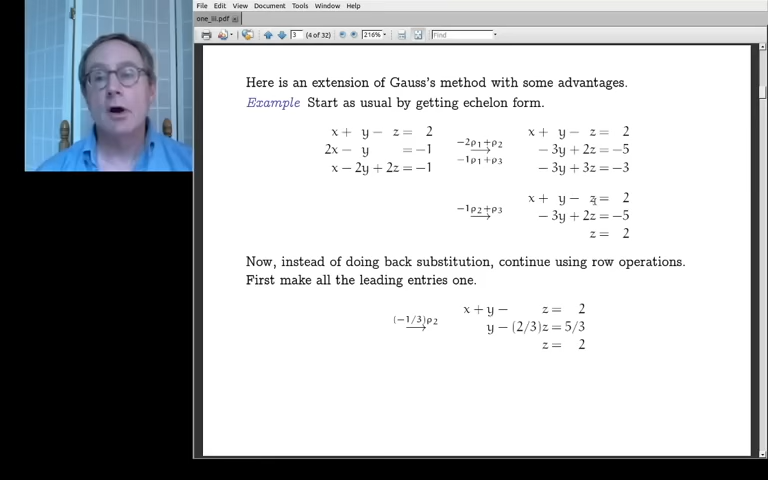 File Edit View Document Tools Window Help
one_iii.pdf
3 (4 of 32) 216% Find
Here is an extension of Gauss's method with some advantages.
Example Start as usual by getting echelon form.
x + y − z = 2 −2ρ₁+ρ₂ x + y − z = 2
2x − y = −1 ⟶ − 3y + 2z = −5
x − 2y + 2z = −1 −1ρ₁+ρ₃ − 3y + 3z = −3
x + y − z = 2
−1ρ₂+ρ₃ ⟶ − 3y + 2z = −5
z = 2
Now, instead of doing back substitution, continue using row operations.
First make all the leading entries one.
x + y − z = 2
(−1/3)ρ₂ ⟶ y − (2/3)z = 5/3
z = 2